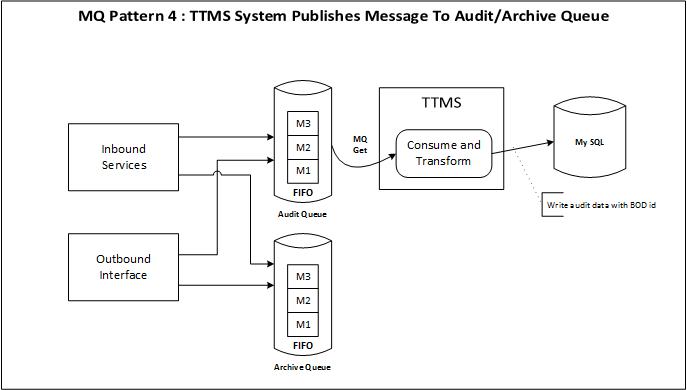 MQ Pattern 4 : TTMS System Publishes Message To Audit/Archive Queue
Inbound
Services
Outbound
Interface
M3
M2
M1
FIFO
Audit Queue
M3
M2
M1
FIFO
Archive Queue
MQ
Get
TTMS
Consume and
Transform
My SQL
Write audit data with BOD id